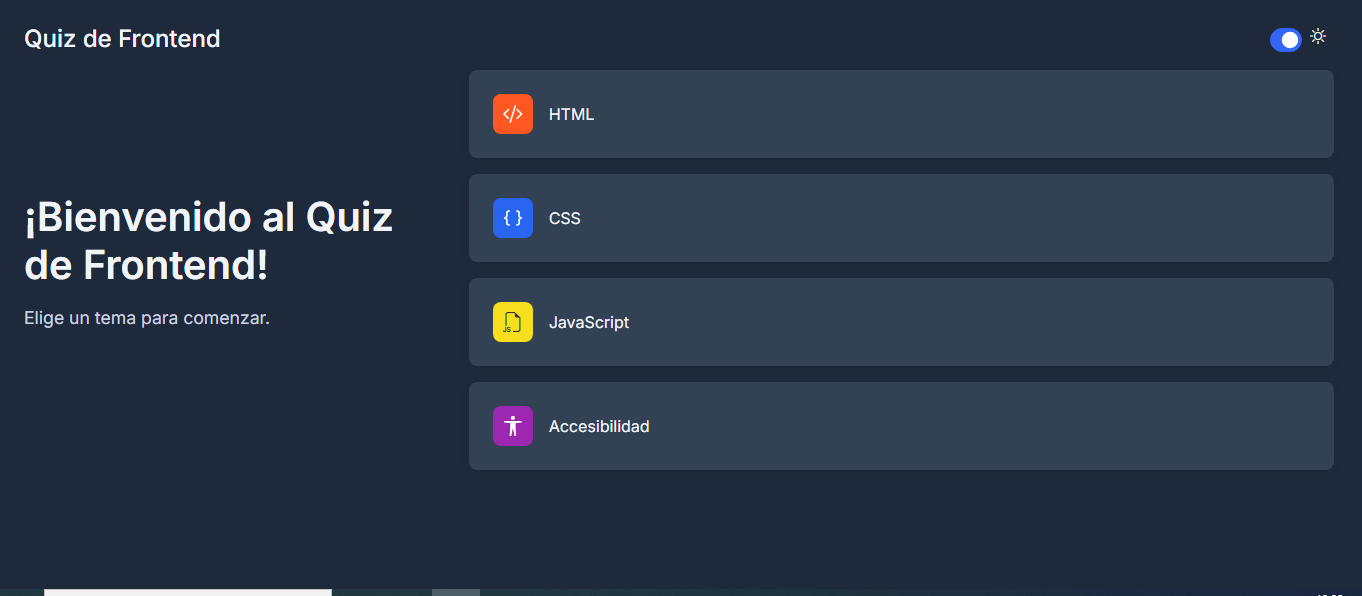 Quiz de Frontend
¡Bienvenido al Quiz
de Frontend!
Elige un tema para comenzar.
</> HTML
{ } CSS
JS JavaScript
Accesibilidad